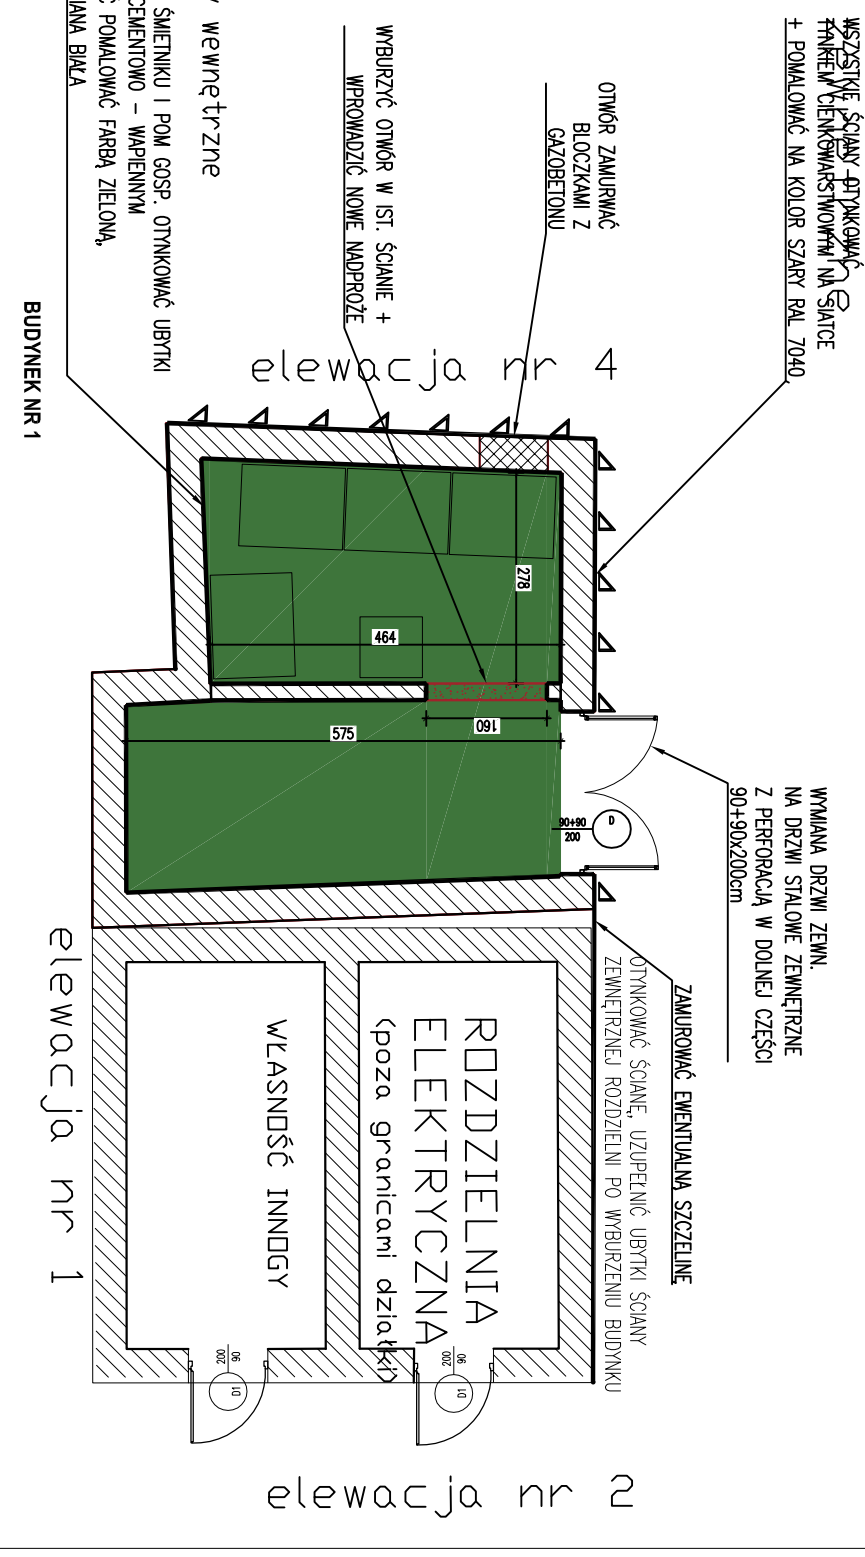 WSZYSTKIE ŚCIANY OTYNKOWAĆ
TYNKIEM CIENKOWARSTWOWYM NA SIATCE
+ POMALOWAĆ NA KOLOR SZARY RAL 7040
OTWÓR ZAMURWAĆ
BLOCZKAMI Z
GAZOBETONU
WYBURZYĆ OTWÓR W IST. ŚCIANIE +
WPROWADZIĆ NOWE NADPROŻE
wewnętrzne
ŚMIETNIKU I POM GOSP. OTYNKOWAĆ UBYTKI
CEMENTOWO - WAPIENNYM
POMALOWAĆ FARBĄ ZIELONĄ,
BIAŁA
BUDYNEK NR 1
elewacja nr 4
278
464
160
575
90+90
200
D
WYMIANA DRZWI ZEWN.
NA DRZWI STALOWE ZEWNĘTRZNE
Z PERFORACJĄ W DOLNEJ CZĘŚCI
90+90x200cm
ZAMUROWAĆ EWENTUALNĄ SZCZELINĘ
OTYNKOWAĆ ŚCIANĘ, UZUPEŁNIĆ UBYTKI ŚCIANY
ZEWNĘTRZNEJ ROZDZIELNI PO WYBURZENIU BUDYNKU
ROZDZIELNIA
ELEKTRYCZNA
(poza granicami działki)
WŁASNOŚĆ INNOGY
90
200
D1
90
200
D1
elewacja nr 1
elewacja nr 2